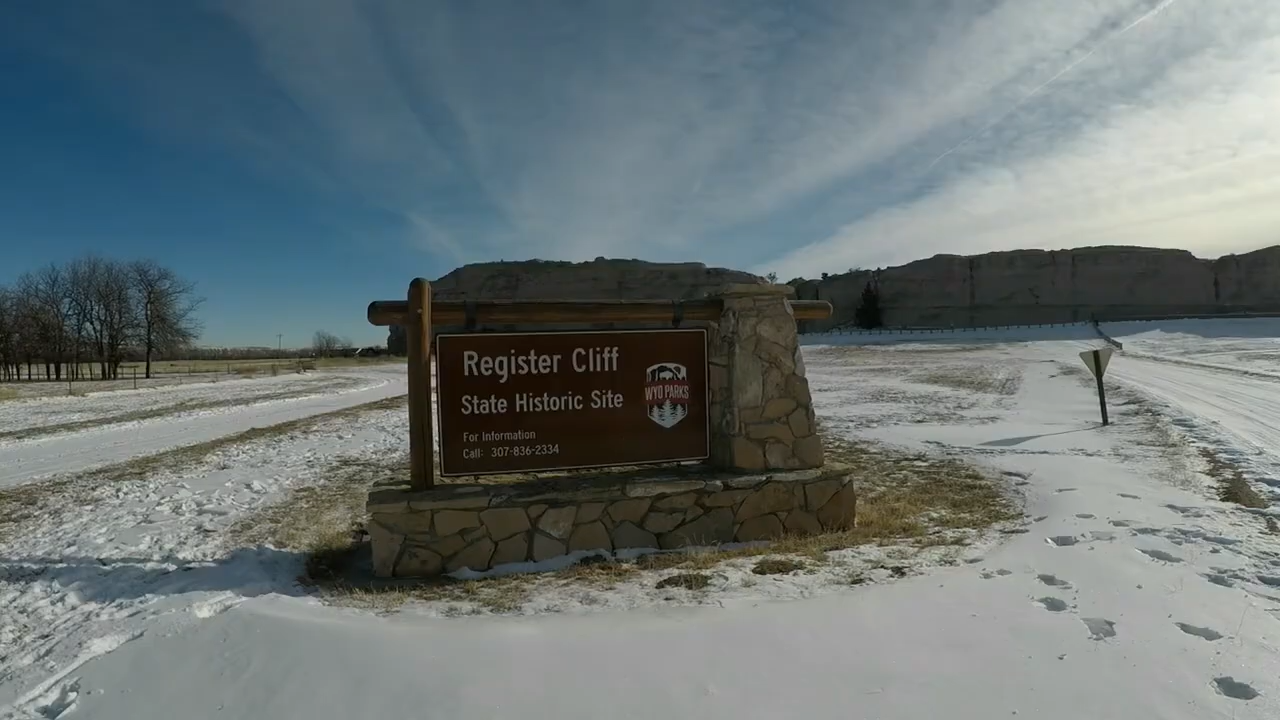 Register Cliff
State Historic Site
WYO PARKS
For Information
Call: 307-836-2334